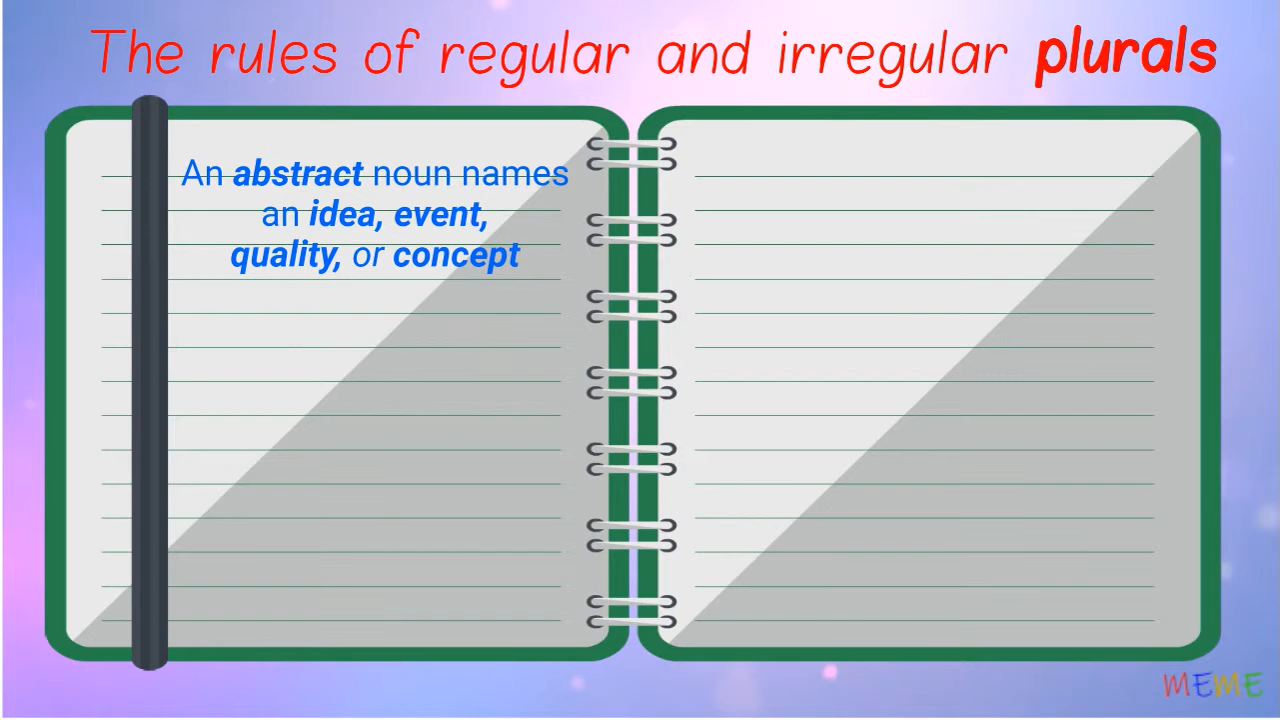 The rules of regular and irregular plurals
An abstract noun names
an idea, event,
quality, or concept
MEME